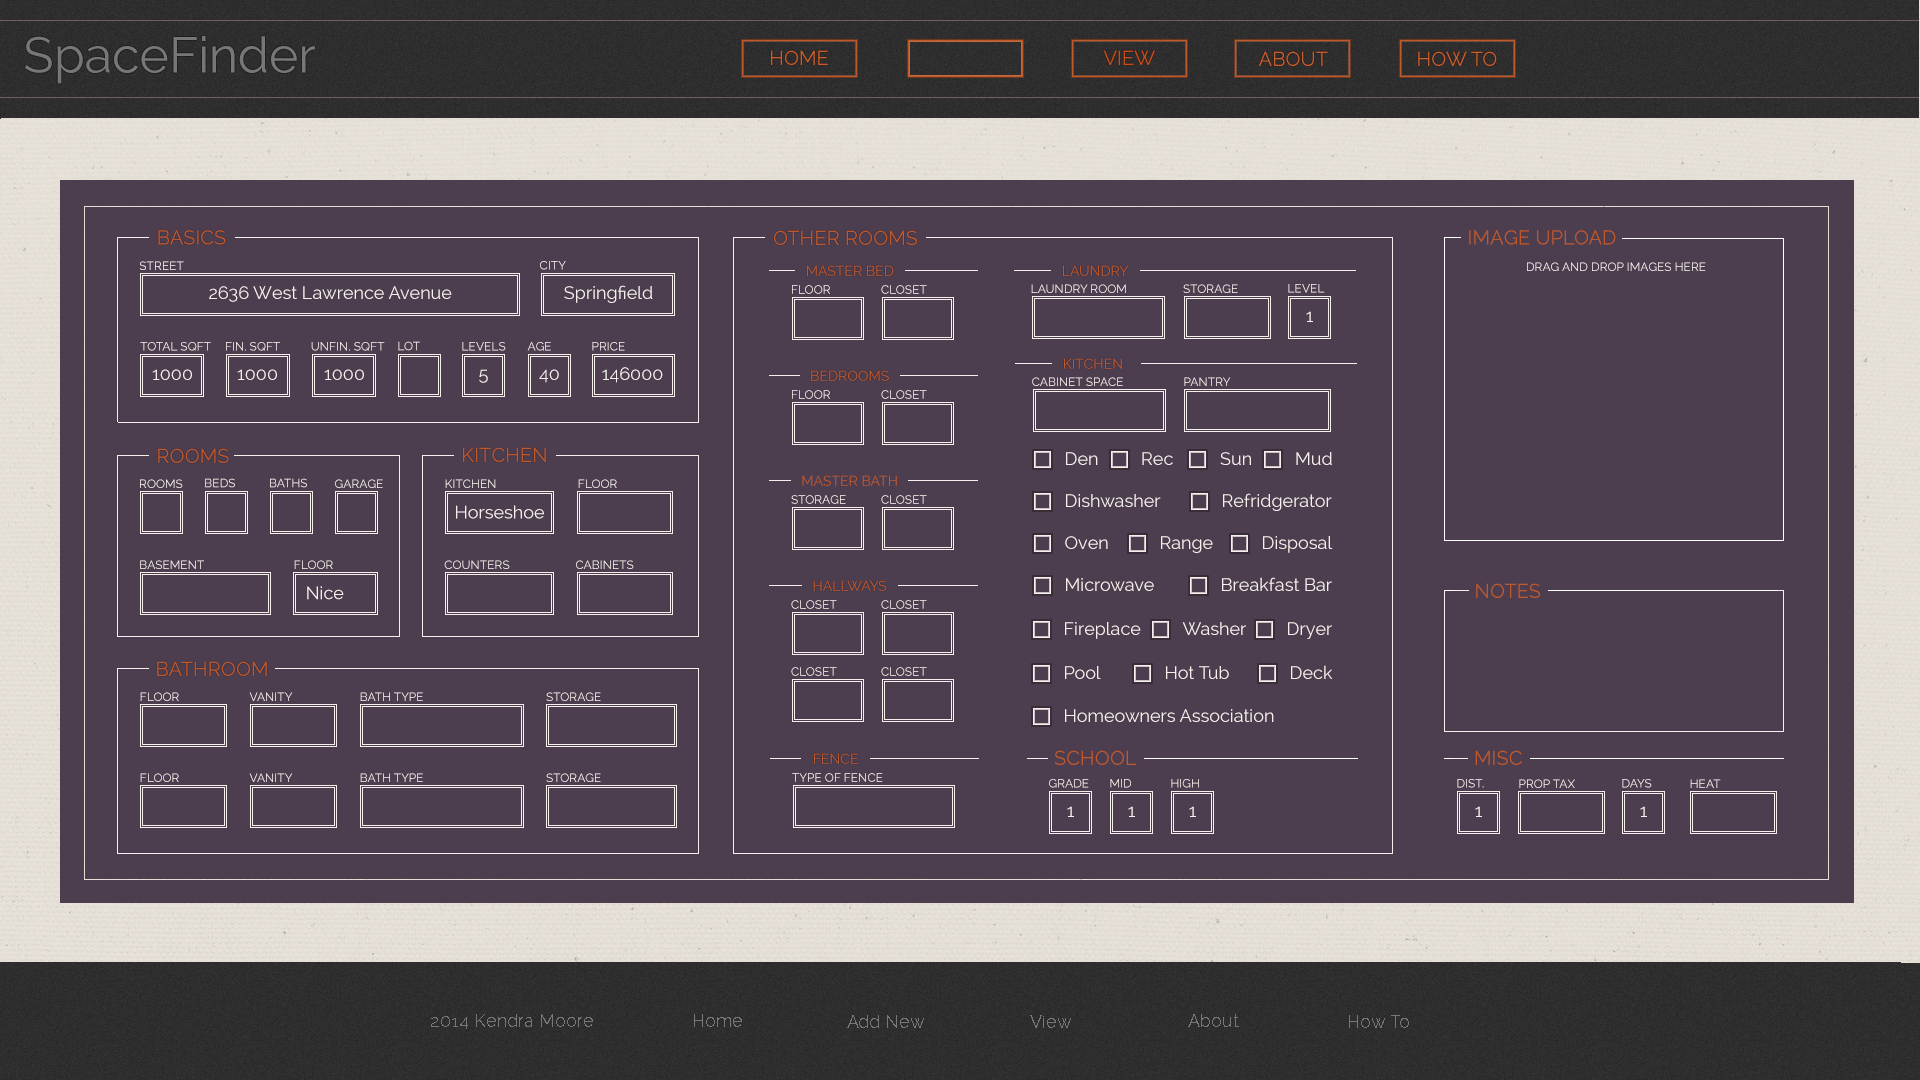 SpaceFinder
HOME VIEW ABOUT HOW TO
BASICS
STREET CITY
2636 West Lawrence Avenue Springfield
TOTAL SQFT FIN. SQFT UNFIN. SQFT LOT LEVELS AGE PRICE
1000 1000 1000 5 40 146000
ROOMS
ROOMS BEDS BATHS GARAGE
BASEMENT FLOOR
Nice
KITCHEN
KITCHEN FLOOR
Horseshoe
COUNTERS CABINETS
BATHROOM
FLOOR VANITY BATH TYPE STORAGE
FLOOR VANITY BATH TYPE STORAGE
OTHER ROOMS
MASTER BED
FLOOR CLOSET
BEDROOMS
FLOOR CLOSET
MASTER BATH
STORAGE CLOSET
HALLWAYS
CLOSET CLOSET
CLOSET CLOSET
FENCE
TYPE OF FENCE
LAUNDRY
LAUNDRY ROOM STORAGE LEVEL
1
KITCHEN
CABINET SPACE PANTRY
Den Rec Sun Mud
Dishwasher Refridgerator
Oven Range Disposal
Microwave Breakfast Bar
Fireplace Washer Dryer
Pool Hot Tub Deck
Homeowners Association
SCHOOL
GRADE MID HIGH
1 1 1
IMAGE UPLOAD
DRAG AND DROP IMAGES HERE
NOTES
MISC
DIST. PROP TAX DAYS HEAT
1 1
2014 Kendra Moore Home Add New View About How To